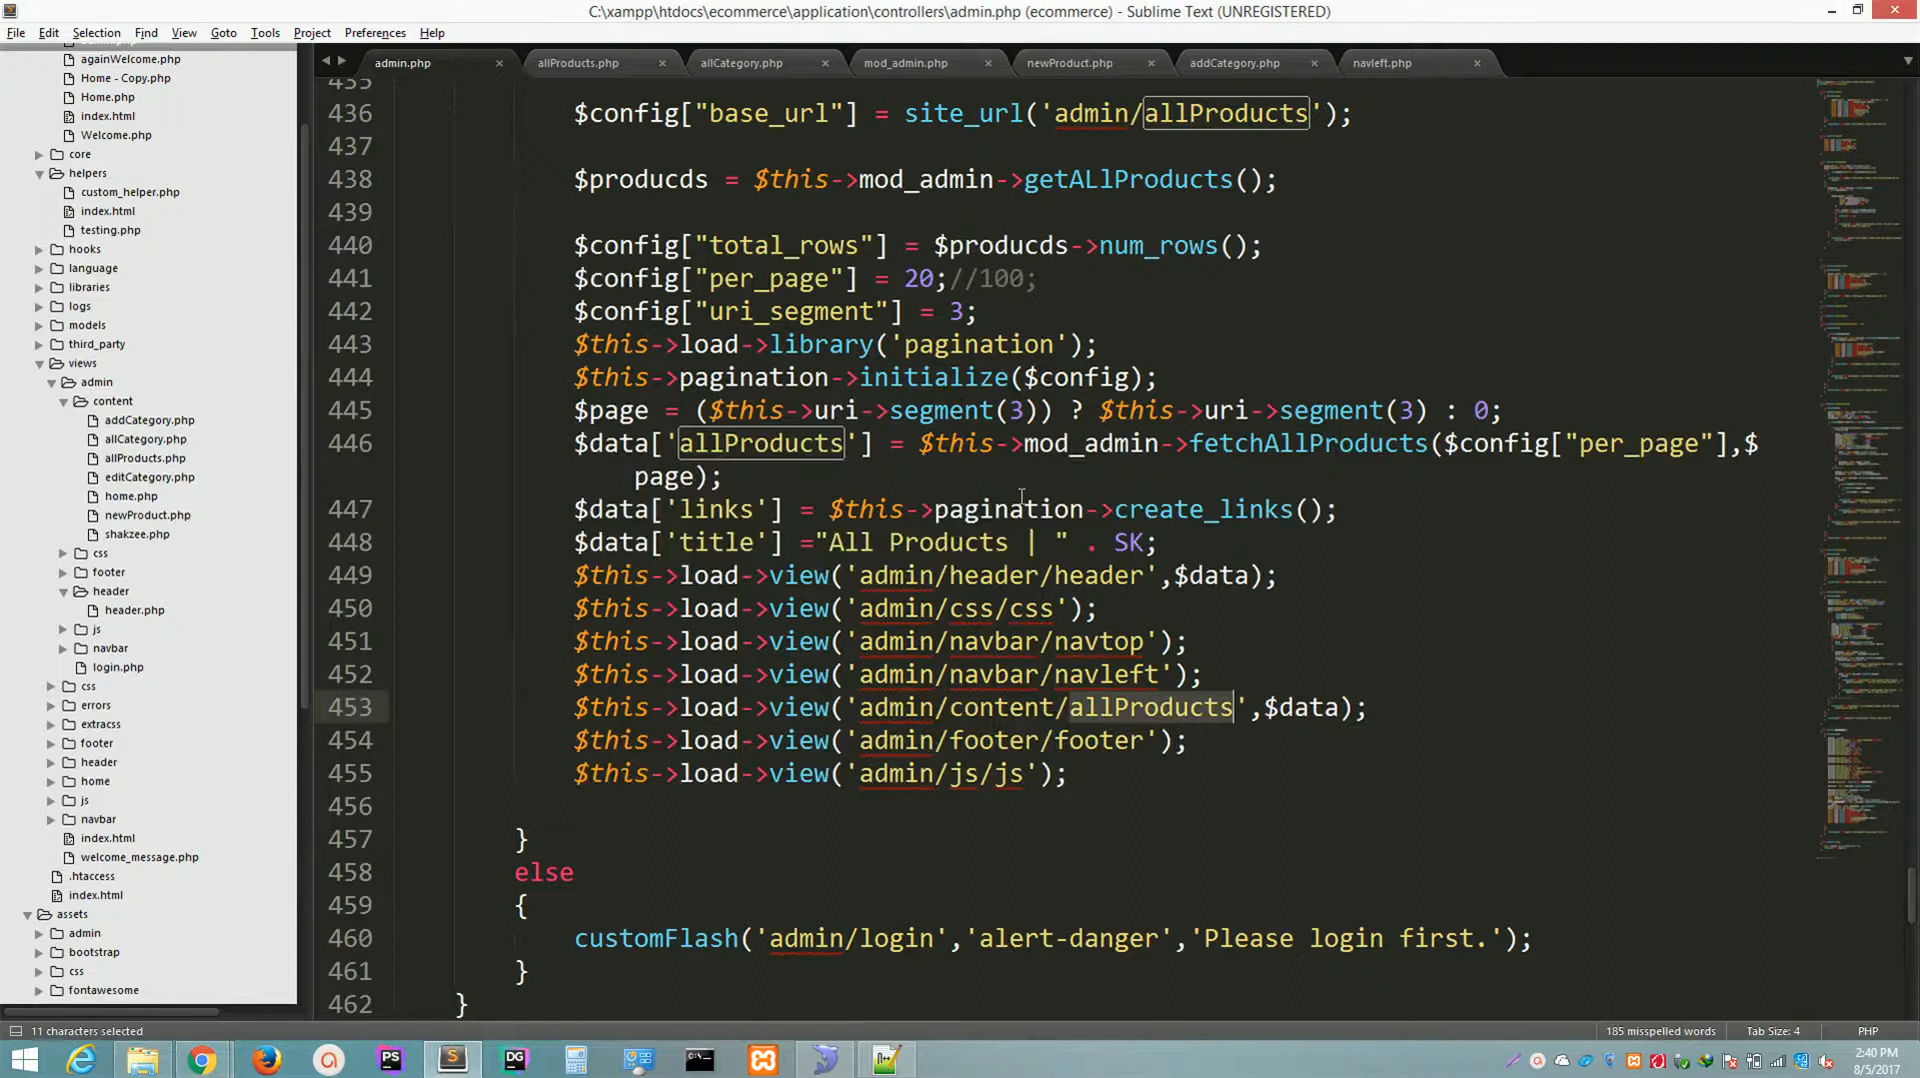 C:\xampp\htdocs\ecommerce\application\controllers\admin.php (ecommerce) - Sublime Text (UNREGISTERED)
File Edit Selection Find View Goto Tools Project Preferences Help
againWelcome.php
Home - Copy.php
Home.php
index.html
Welcome.php
core
helpers
custom_helper.php
index.html
testing.php
hooks
language
libraries
logs
models
third_party
views
admin
content
addCategory.php
allCategory.php
allProducts.php
editCategory.php
home.php
newProduct.php
shakzee.php
css
footer
header
header.php
js
navbar
login.php
css
errors
extracss
footer
header
home
js
navbar
index.html
welcome_message.php
.htaccess
index.html
assets
admin
bootstrap
css
fontawesome
admin.php allProducts.php allCategory.php mod_admin.php newProduct.php addCategory.php navleft.php
435
436 $config["base_url"] = site_url('admin/allProducts');
437
438 $producds = $this->mod_admin->getALlProducts();
439
440 $config["total_rows"] = $producds->num_rows();
441 $config["per_page"] = 20;//100;
442 $config["uri_segment"] = 3;
443 $this->load->library('pagination');
444 $this->pagination->initialize($config);
445 $page = ($this->uri->segment(3)) ? $this->uri->segment(3) : 0;
446 $data['allProducts'] = $this->mod_admin->fetchAllProducts($config["per_page"],$
page);
447 $data['links'] = $this->pagination->create_links();
448 $data['title'] ="All Products | " . SK;
449 $this->load->view('admin/header/header',$data);
450 $this->load->view('admin/css/css');
451 $this->load->view('admin/navbar/navtop');
452 $this->load->view('admin/navbar/navleft');
453 $this->load->view('admin/content/allProducts',$data);
454 $this->load->view('admin/footer/footer');
455 $this->load->view('admin/js/js');
456
457 }
458 else
459 {
460 customFlash('admin/login','alert-danger','Please login first.');
461 }
462 }
11 characters selected
185 misspelled words Tab Size: 4 PHP
2:40 PM
8/5/2017